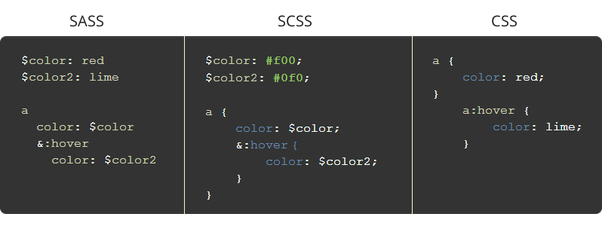 SASS
$color: red
$color2: lime
a
color: $color
&:hover
color: $color2
SCSS
$color: #f00;
$color2: #0f0;
a {
color: $color;
&:hover {
color: $color2;
}
}
CSS
a {
color: red;
}
a:hover {
color: lime;
}